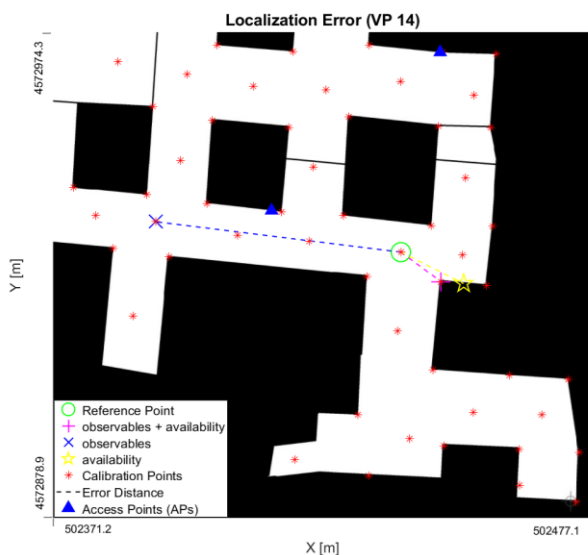 Localization Error (VP 14)
4572974.3
Y [m]
4572878.9
Reference Point
observables + availability
observables
availability
Calibration Points
Error Distance
Access Points (APs)
502371.2
502477.1
X [m]